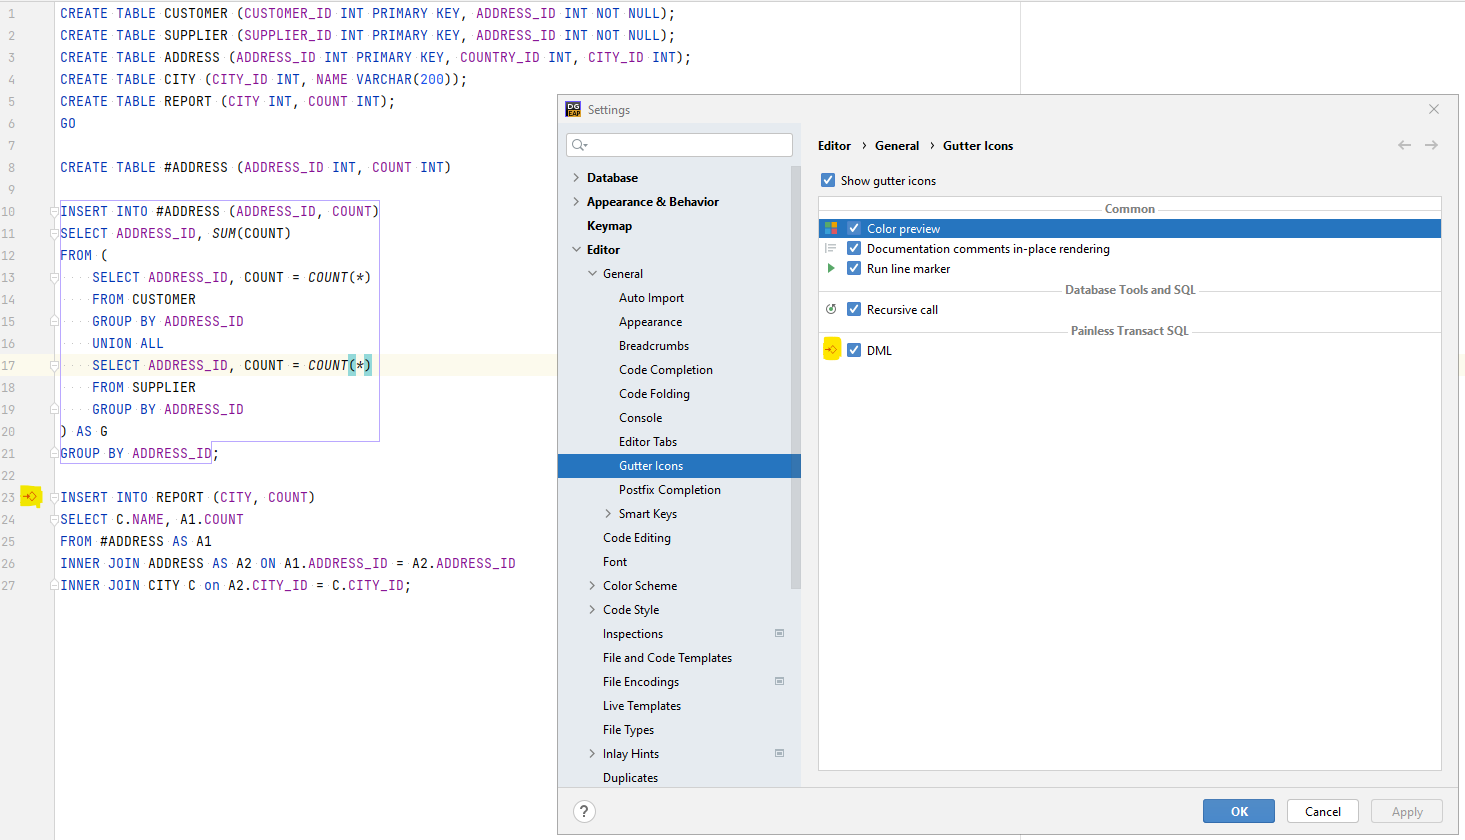 1 CREATE TABLE CUSTOMER (CUSTOMER_ID INT PRIMARY KEY, ADDRESS_ID INT NOT NULL);
2 CREATE TABLE SUPPLIER (SUPPLIER_ID INT PRIMARY KEY, ADDRESS_ID INT NOT NULL);
3 CREATE TABLE ADDRESS (ADDRESS_ID INT PRIMARY KEY, COUNTRY_ID INT, CITY_ID INT);
4 CREATE TABLE CITY (CITY_ID INT, NAME VARCHAR(200));
5 CREATE TABLE REPORT (CITY INT, COUNT INT);
6 GO
7
8 CREATE TABLE #ADDRESS (ADDRESS_ID INT, COUNT INT)
9
10 INSERT INTO #ADDRESS (ADDRESS_ID, COUNT)
11 SELECT ADDRESS_ID, SUM(COUNT)
12 FROM (
13 SELECT ADDRESS_ID, COUNT = COUNT(*)
14 FROM CUSTOMER
15 GROUP BY ADDRESS_ID
16 UNION ALL
17 SELECT ADDRESS_ID, COUNT = COUNT(*)
18 FROM SUPPLIER
19 GROUP BY ADDRESS_ID
20 ) AS G
21 GROUP BY ADDRESS_ID;
22
23 INSERT INTO REPORT (CITY, COUNT)
24 SELECT C.NAME, A1.COUNT
25 FROM #ADDRESS AS A1
26 INNER JOIN ADDRESS AS A2 ON A1.ADDRESS_ID = A2.ADDRESS_ID
27 INNER JOIN CITY C on A2.CITY_ID = C.CITY_ID;
DG EAP Settings
Database
Appearance & Behavior
Keymap
Editor
General
Auto Import
Appearance
Breadcrumbs
Code Completion
Code Folding
Console
Editor Tabs
Gutter Icons
Postfix Completion
Smart Keys
Code Editing
Font
Color Scheme
Code Style
Inspections
File and Code Templates
File Encodings
Live Templates
File Types
Inlay Hints
Duplicates
Editor › General › Gutter Icons
Show gutter icons
Common
Color preview
Documentation comments in-place rendering
Run line marker
Database Tools and SQL
Recursive call
Painless Transact SQL
DML
?
OK Cancel Apply